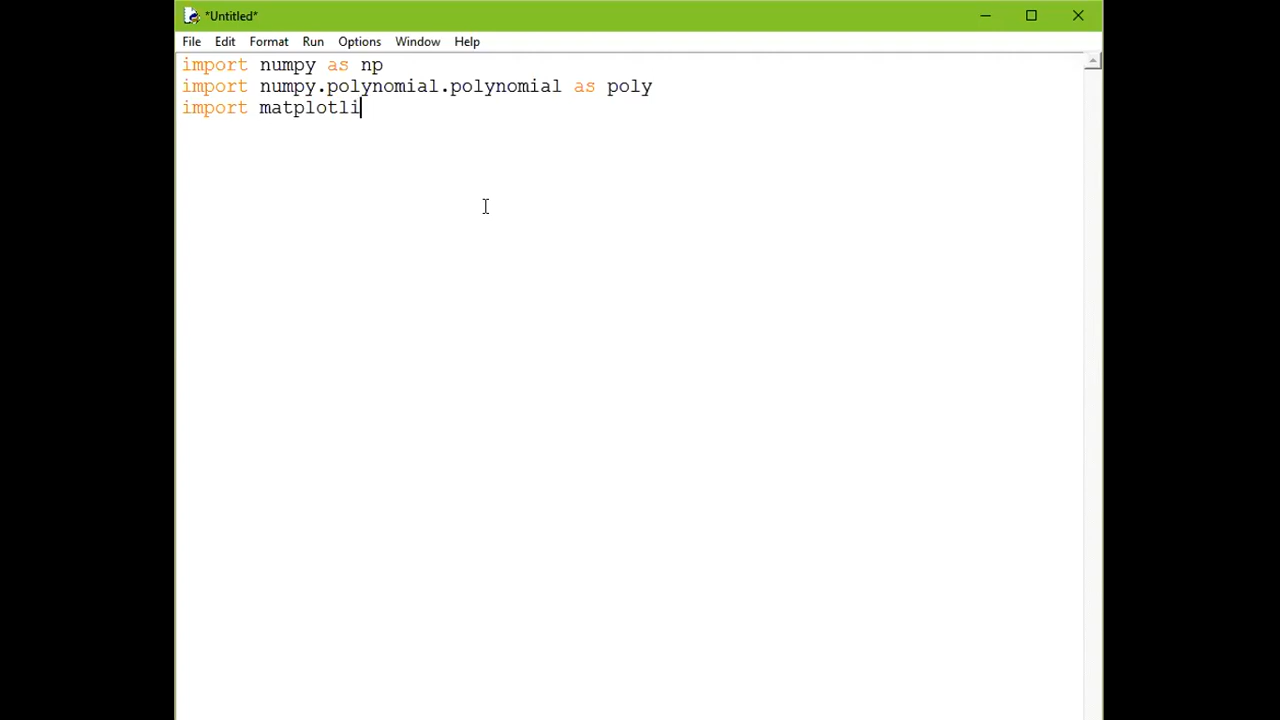 *Untitled*
File Edit Format Run Options Window Help
import numpy as np
import numpy.polynomial.polynomial as poly
import matplotli